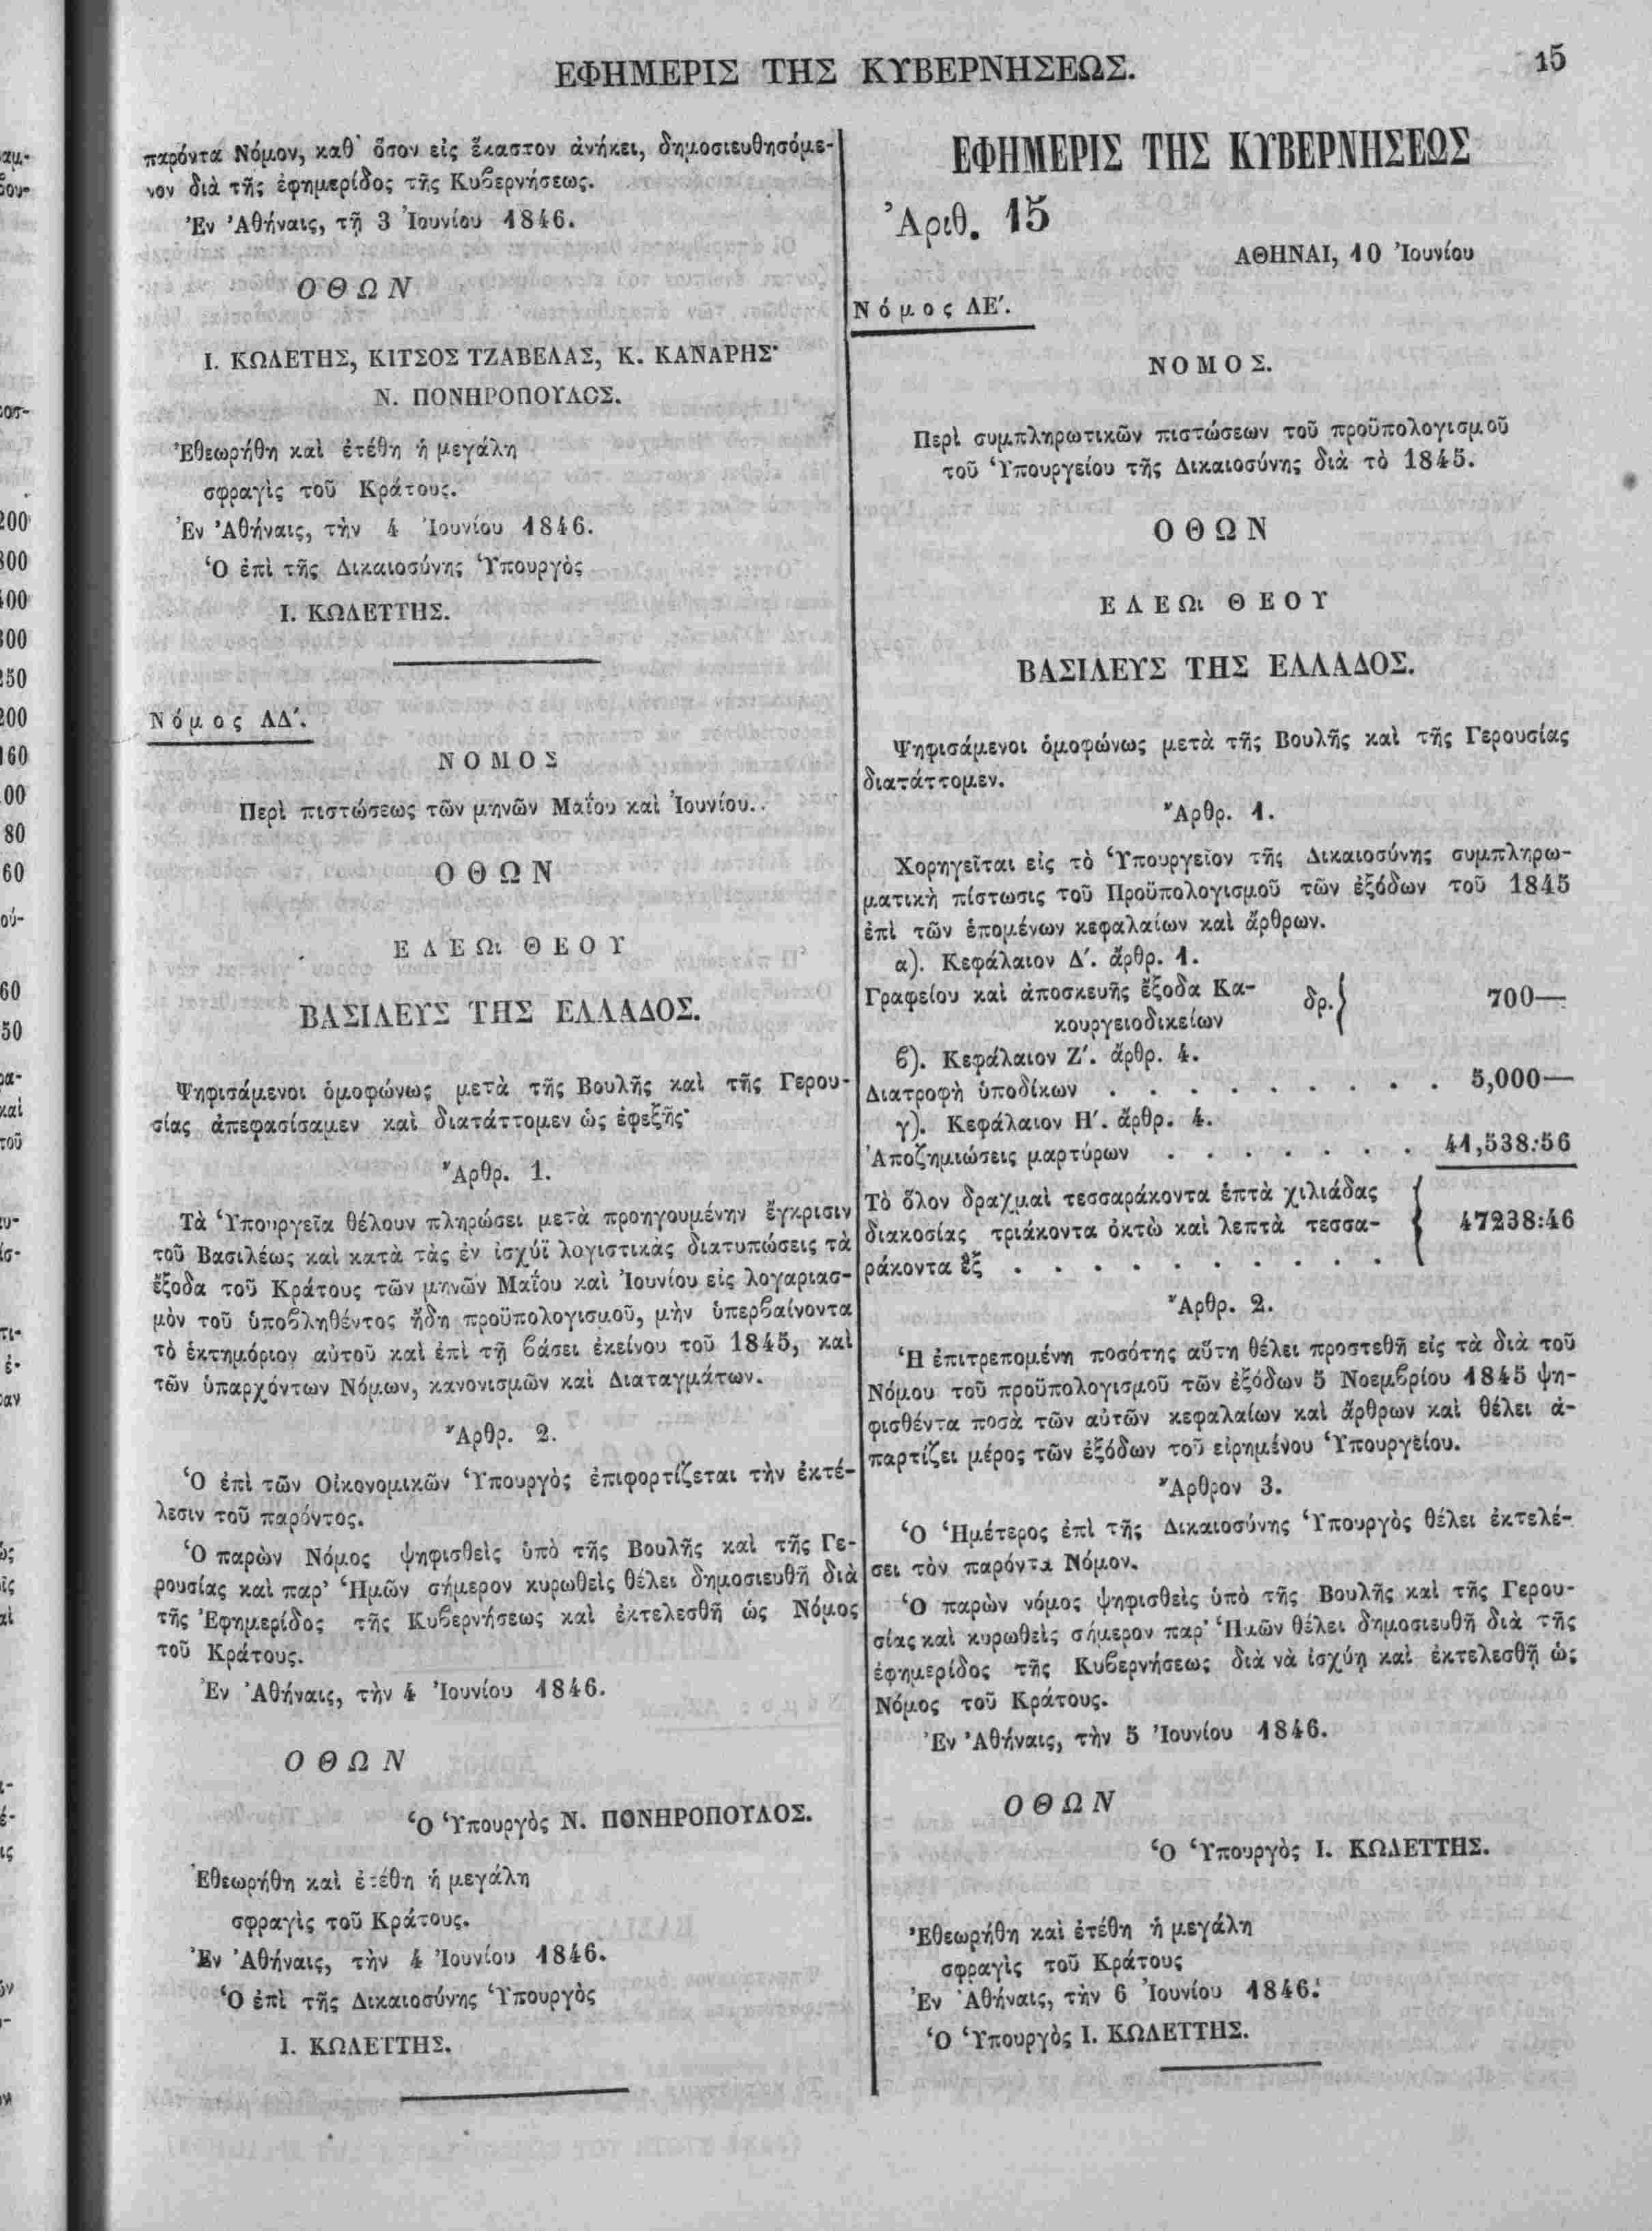 ΕΦΗΜΕΡΙΣ ΤΗΣ ΚΥΒΕΡΝΗΣΕΩΣ.
15
παρόντα Νόμον, καθ' ὅσον εἰς ἕκαστον ἀνήκει, δημοσιευθησόμε-
νον διὰ τῆς ἐφημερίδος τῆς Κυβερνήσεως.
Ἐν Ἀθήναις, τῇ 3 Ἰουνίου 1846.
ΟΘΩΝ
Ι. ΚΩΛΕΤΗΣ, ΚΙΤΣΟΣ ΤΖΑΒΕΛΑΣ, Κ. ΚΑΝΑΡΗΣ·
Ν. ΠΟΝΗΡΟΠΟΥΛΟΣ.
Ἐθεωρήθη καὶ ἐτέθη ἡ μεγάλη
σφραγὶς τοῦ Κράτους.
Ἐν Ἀθήναις, τὴν 4 Ἰουνίου 1846.
Ὁ ἐπὶ τῆς Δικαιοσύνης Ὑπουργὸς
Ι. ΚΩΛΕΤΤΗΣ.
Νόμος ΛΔ'.
ΝΟΜΟΣ
Περὶ πιστώσεως τῶν μηνῶν Μαΐου καὶ Ἰουνίου..
ΟΘΩΝ
ΕΛΕΩι ΘΕΟΥ
ΒΑΣΙΛΕΥΣ ΤΗΣ ΕΛΛΑΔΟΣ.
Ψηφισάμενοι ὁμοφώνως μετὰ τῆς Βουλῆς καὶ τῆς Γερου-
σίας ἀπεφασίσαμεν καὶ διατάττομεν ὡς ἐφεξῆς·
Ἄρθρ. 1.
Τὰ Ὑπουργεῖα θέλουν πληρώσει μετὰ προηγουμένην ἔγκρισιν
τοῦ Βασιλέως καὶ κατὰ τὰς ἐν ἰσχύϊ λογιστικὰς διατυπώσεις τὰ
ἔξοδα τοῦ Κράτους τῶν μηνῶν Μαΐου καὶ Ἰουνίου εἰς λογαριασ-
μὸν τοῦ ὑποβληθέντος ἤδη προϋπολογισμοῦ, μὴν ὑπερβαίνοντα
τὸ ἑκτημόριον αὐτοῦ καὶ ἐπὶ τῇ βάσει ἐκείνου τοῦ 1845, καὶ
τῶν ὑπαρχόντων Νόμων, κανονισμῶν καὶ Διαταγμάτων.
Ἄρθρ. 2.
Ὁ ἐπὶ τῶν Οἰκονομικῶν Ὑπουργὸς ἐπιφορτίζεται τὴν ἐκτέ-
λεσιν τοῦ παρόντος.
Ὁ παρὼν Νόμος ψηφισθεὶς ὑπὸ τῆς Βουλῆς καὶ τῆς Γε-
ρουσίας καὶ παρ' Ἡμῶν σήμερον κυρωθεὶς θέλει δημοσιευθῆ διὰ
τῆς Ἐφημερίδος τῆς Κυβερνήσεως καὶ ἐκτελεσθῆ ὡς Νόμος
τοῦ Κράτους.
Ἐν Ἀθήναις, τὴν 4 Ἰουνίου 1846.
ΟΘΩΝ
Ὁ Ὑπουργὸς Ν. ΠΟΝΗΡΟΠΟΥΛΟΣ.
Ἐθεωρήθη καὶ ἐτέθη ἡ μεγάλη
σφραγὶς τοῦ Κράτους.
Ἐν Ἀθήναις, τὴν 4 Ἰουνίου 1846.
Ὁ ἐπὶ τῆς Δικαιοσύνης Ὑπουργὸς
Ι. ΚΩΛΕΤΤΗΣ.
ΕΦΗΜΕΡΙΣ ΤΗΣ ΚΥΒΕΡΝΗΣΕΩΣ
Ἀριθ. 15
ΑΘΗΝΑΙ, 10 Ἰουνίου
Νόμος ΛΕ'.
ΝΟΜΟΣ.
Περὶ συμπληρωτικῶν πιστώσεων τοῦ προϋπολογισμοῦ
τοῦ Ὑπουργείου τῆς Δικαιοσύνης διὰ τὸ 1845.
ΟΘΩΝ
ΕΛΕΩι ΘΕΟΥ
ΒΑΣΙΛΕΥΣ ΤΗΣ ΕΛΛΑΔΟΣ.
Ψηφισάμενοι ὁμοφώνως μετὰ τῆς Βουλῆς καὶ τῆς Γερουσίας
διατάττομεν.
Ἄρθρ. 1.
Χορηγεῖται εἰς τὸ Ὑπουργεῖον τῆς Δικαιοσύνης συμπληρω-
ματικὴ πίστωσις τοῦ Προϋπολογισμοῦ τῶν ἐξόδων τοῦ 1845
ἐπὶ τῶν ἑπομένων κεφαλαίων καὶ ἄρθρων.
α). Κεφάλαιον Δ'. ἄρθρ. 1.
Γραφείου καὶ ἀποσκευῆς ἔξοδα Κα- δρ.} 700—
κουργειοδικείων
β). Κεφάλαιον Ζ'. ἄρθρ. 4.
Διατροφὴ ὑποδίκων . . . . . . . . . 5,000—
γ). Κεφάλαιον Η'. ἄρθρ. 4.
Ἀποζημιώσεις μαρτύρων . . . . . . . 41,538:56
Τὸ ὅλον δραχμαὶ τεσσαράκοντα ἑπτὰ χιλιάδας
διακοσίας τριάκοντα ὀκτὼ καὶ λεπτὰ τεσσα- { 47238:46
ράκοντα ἓξ . . . . . . . . . .
Ἄρθρ. 2.
Ἡ ἐπιτρεπομένη ποσότης αὕτη θέλει προστεθῆ εἰς τὰ διὰ τοῦ
Νόμου τοῦ προϋπολογισμοῦ τῶν ἐξόδων 5 Νοεμβρίου 1845 ψη-
φισθέντα ποσὰ τῶν αὐτῶν κεφαλαίων καὶ ἄρθρων καὶ θέλει ἀ-
παρτίζει μέρος τῶν ἐξόδων τοῦ εἰρημένου Ὑπουργείου.
Ἄρθρον 3.
Ὁ Ἡμέτερος ἐπὶ τῆς Δικαιοσύνης Ὑπουργὸς θέλει ἐκτελέ-
σει τὸν παρόντα Νόμον.
Ὁ παρὼν νόμος ψηφισθεὶς ὑπὸ τῆς Βουλῆς καὶ τῆς Γερου-
σίας καὶ κυρωθεὶς σήμερον παρ' Ἡμῶν θέλει δημοσιευθῆ διὰ τῆς
ἐφημερίδος τῆς Κυβερνήσεως διὰ νὰ ἰσχύῃ καὶ ἐκτελεσθῇ ὡς
Νόμος τοῦ Κράτους.
Ἐν Ἀθήναις, τὴν 5 Ἰουνίου 1846.
ΟΘΩΝ
Ὁ Ὑπουργὸς Ι. ΚΩΛΕΤΤΗΣ.
Ἐθεωρήθη καὶ ἐτέθη ἡ μεγάλη
σφραγὶς τοῦ Κράτους
Ἐν Ἀθήναις, τὴν 6 Ἰουνίου 1846.
Ὁ Ὑπουργὸς Ι. ΚΩΛΕΤΤΗΣ.